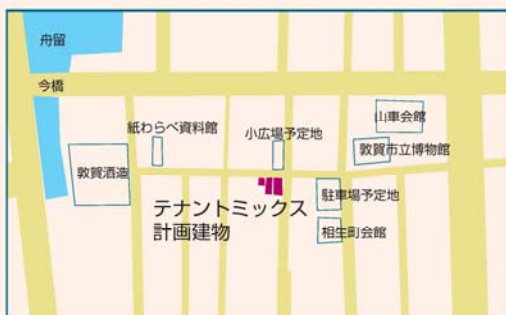 舟留
今橋
山車会館
紙わらべ資料館
小広場予定地
敦賀市立博物館
敦賀酒造
駐車場予定地
テナントミックス
計画建物
相生町会館